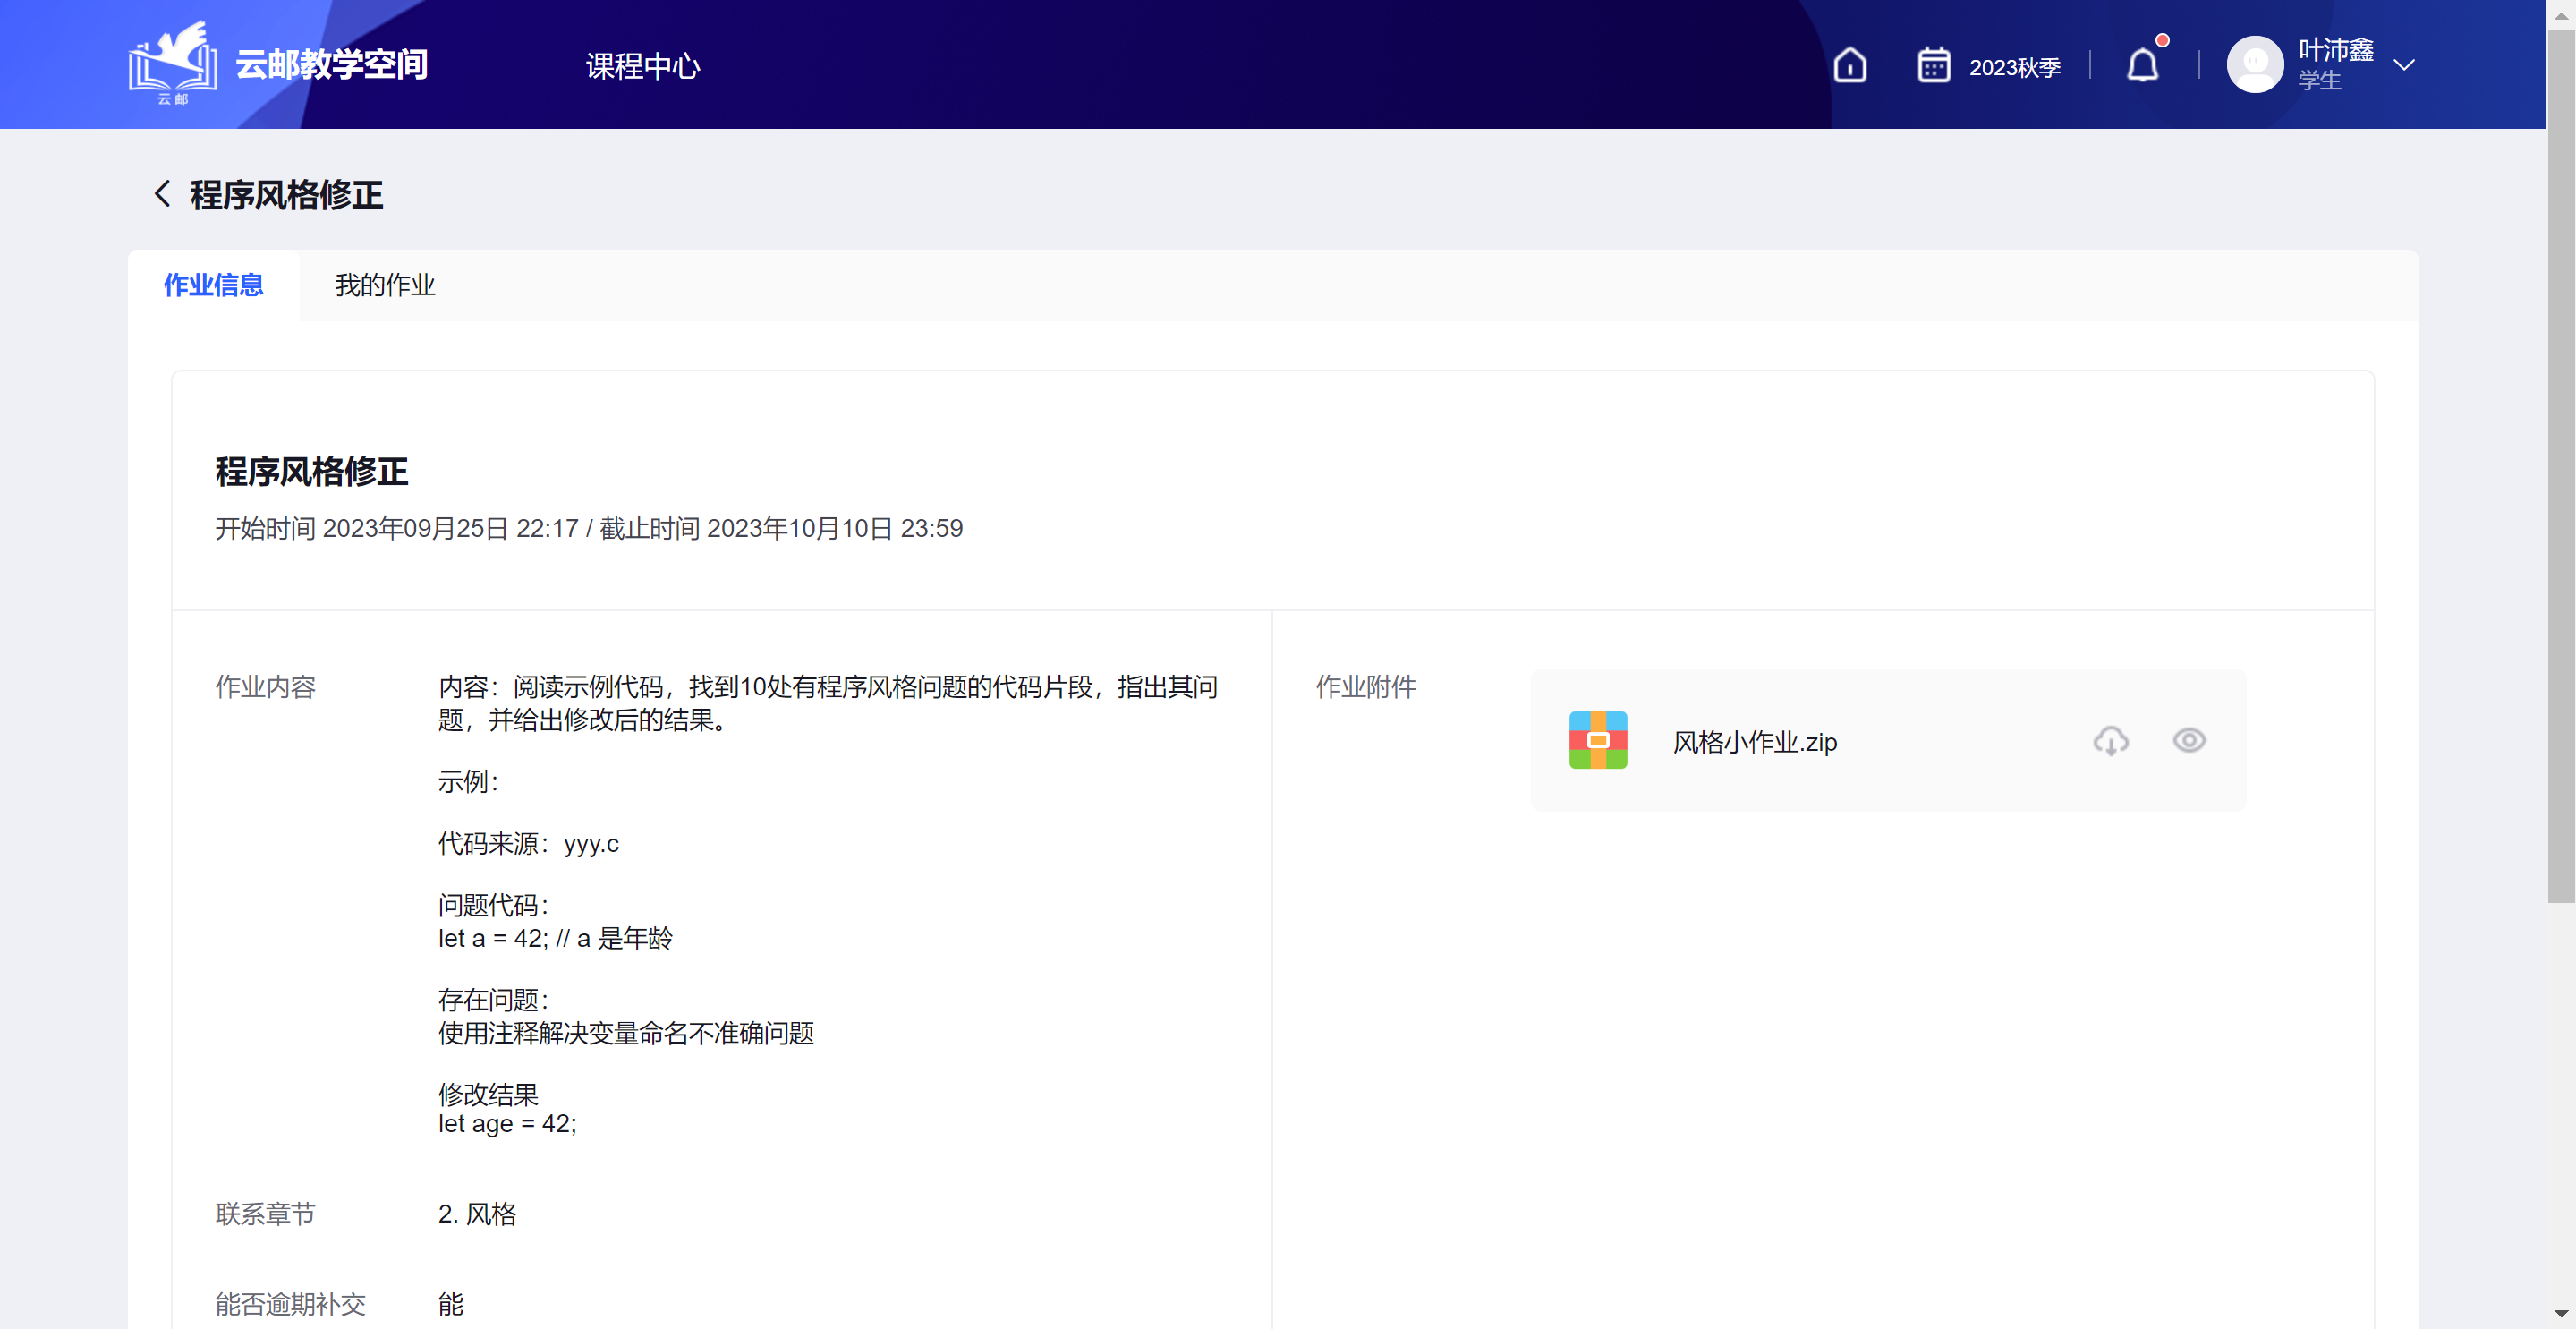 云邮
云邮教学空间
课程中心
2023秋季
叶沛鑫
学生
程序风格修正
作业信息
我的作业
程序风格修正
开始时间 2023年09月25日 22:17 / 截止时间 2023年10月10日 23:59
作业内容
内容：阅读示例代码，找到10处有程序风格问题的代码片段，指出其问
题，并给出修改后的结果。
示例：
代码来源：yyy.c
问题代码：
let a = 42; // a 是年龄
存在问题：
使用注释解决变量命名不准确问题
修改结果
let age = 42;
作业附件
风格小作业.zip
联系章节
2. 风格
能否逾期补交
能